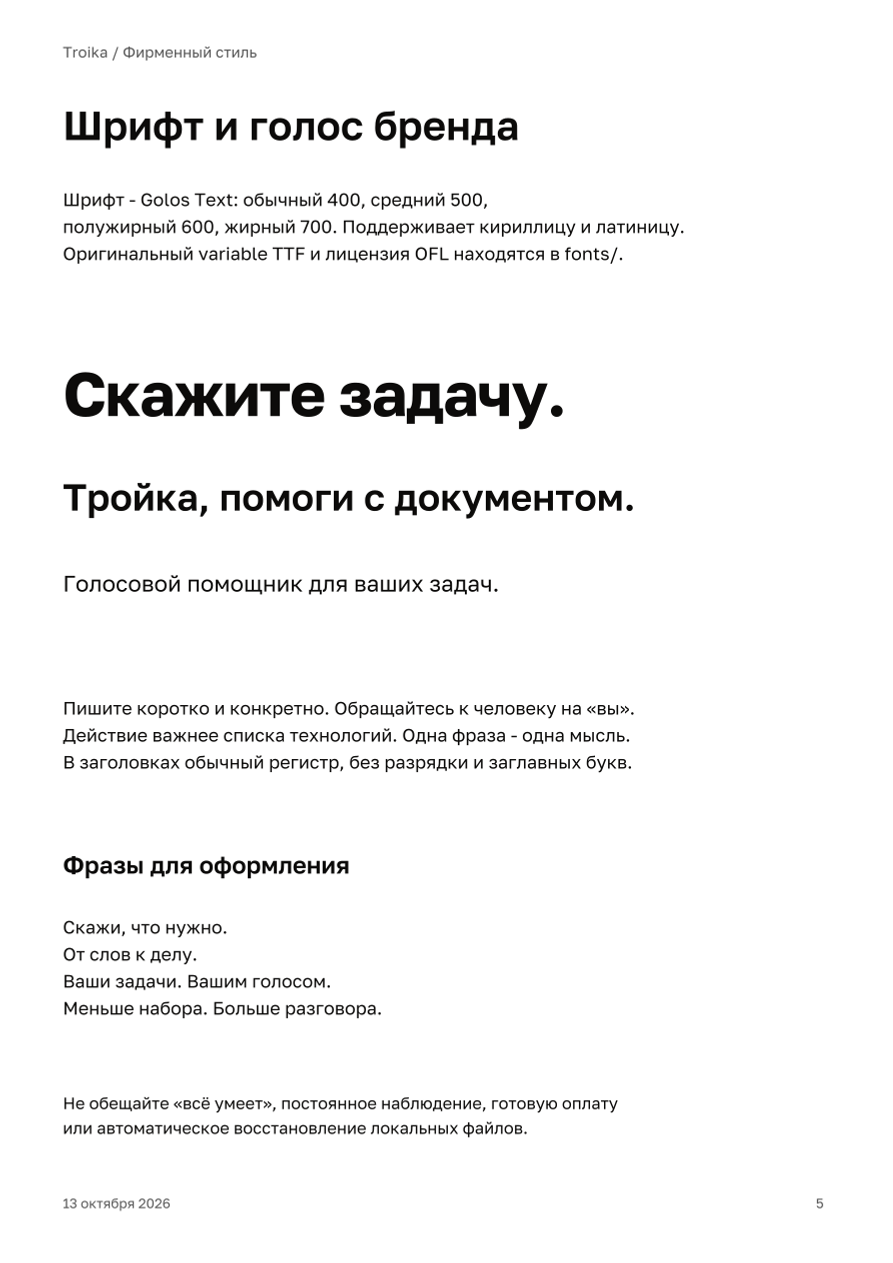 Troika / Фирменный стиль
Шрифт и голос бренда
Шрифт - Golos Text: обычный 400, средний 500,
полужирный 600, жирный 700. Поддерживает кириллицу и латиницу.
Оригинальный variable TTF и лицензия OFL находятся в fonts/.
Скажите задачу.
Тройка, помоги с документом.
Голосовой помощник для ваших задач.
Пишите коротко и конкретно. Обращайтесь к человеку на «вы».
Действие важнее списка технологий. Одна фраза - одна мысль.
В заголовках обычный регистр, без разрядки и заглавных букв.
Фразы для оформления
Скажи, что нужно.
От слов к делу.
Ваши задачи. Вашим голосом.
Меньше набора. Больше разговора.
Не обещайте «всё умеет», постоянное наблюдение, готовую оплату
или автоматическое восстановление локальных файлов.
13 октября 2026
5